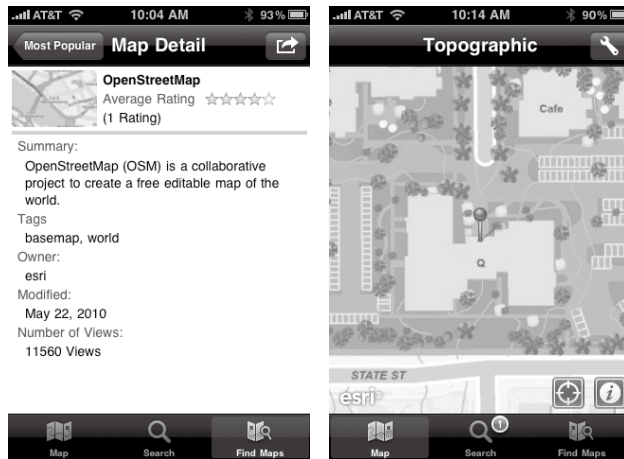 AT&T 10:04 AM 93%
Most Popular Map Detail
OpenStreetMap
Average Rating
(1 Rating)
Summary:
OpenStreetMap (OSM) is a collaborative
project to create a free editable map of the
world.
Tags
basemap, world
Owner:
esri
Modified:
May 22, 2010
Number of Views:
11560 Views
Map Search Find Maps
AT&T 10:14 AM 90%
Topographic
Cafe
Q
STATE ST
esri
i
1
Map Search Find Maps